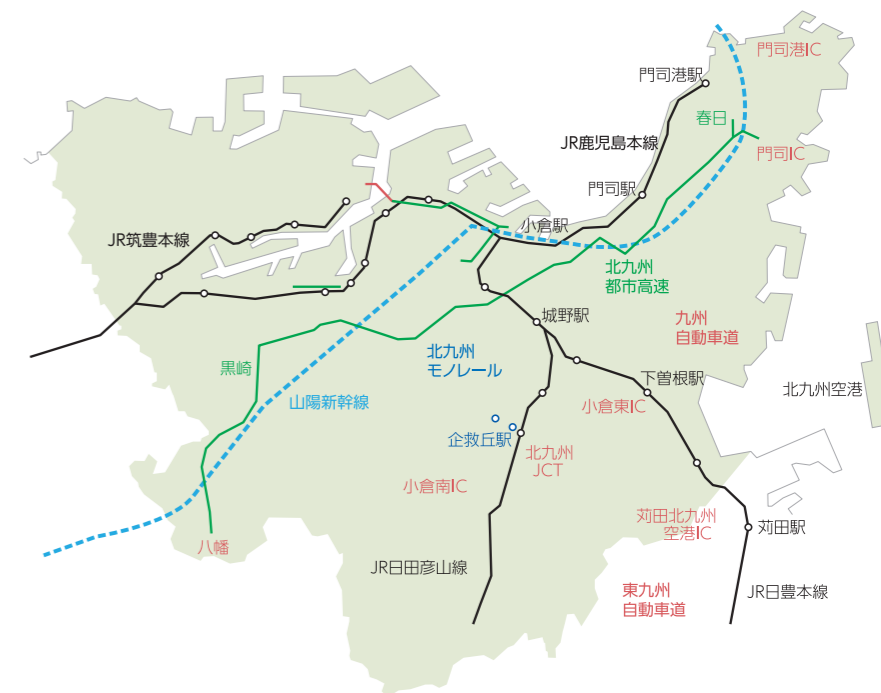 門司港IC
門司港駅
春日
JR鹿児島本線
門司IC
門司駅
小倉駅
JR筑豊本線
北九州
都市高速
城野駅
九州
自動車道
北九州
モノレール
黒崎
下曽根駅
北九州空港
山陽新幹線
小倉東IC
企救丘駅
北九州
JCT
小倉南IC
苅田北九州
空港IC
苅田駅
八幡
JR日田彦山線
東九州
自動車道
JR日豊本線